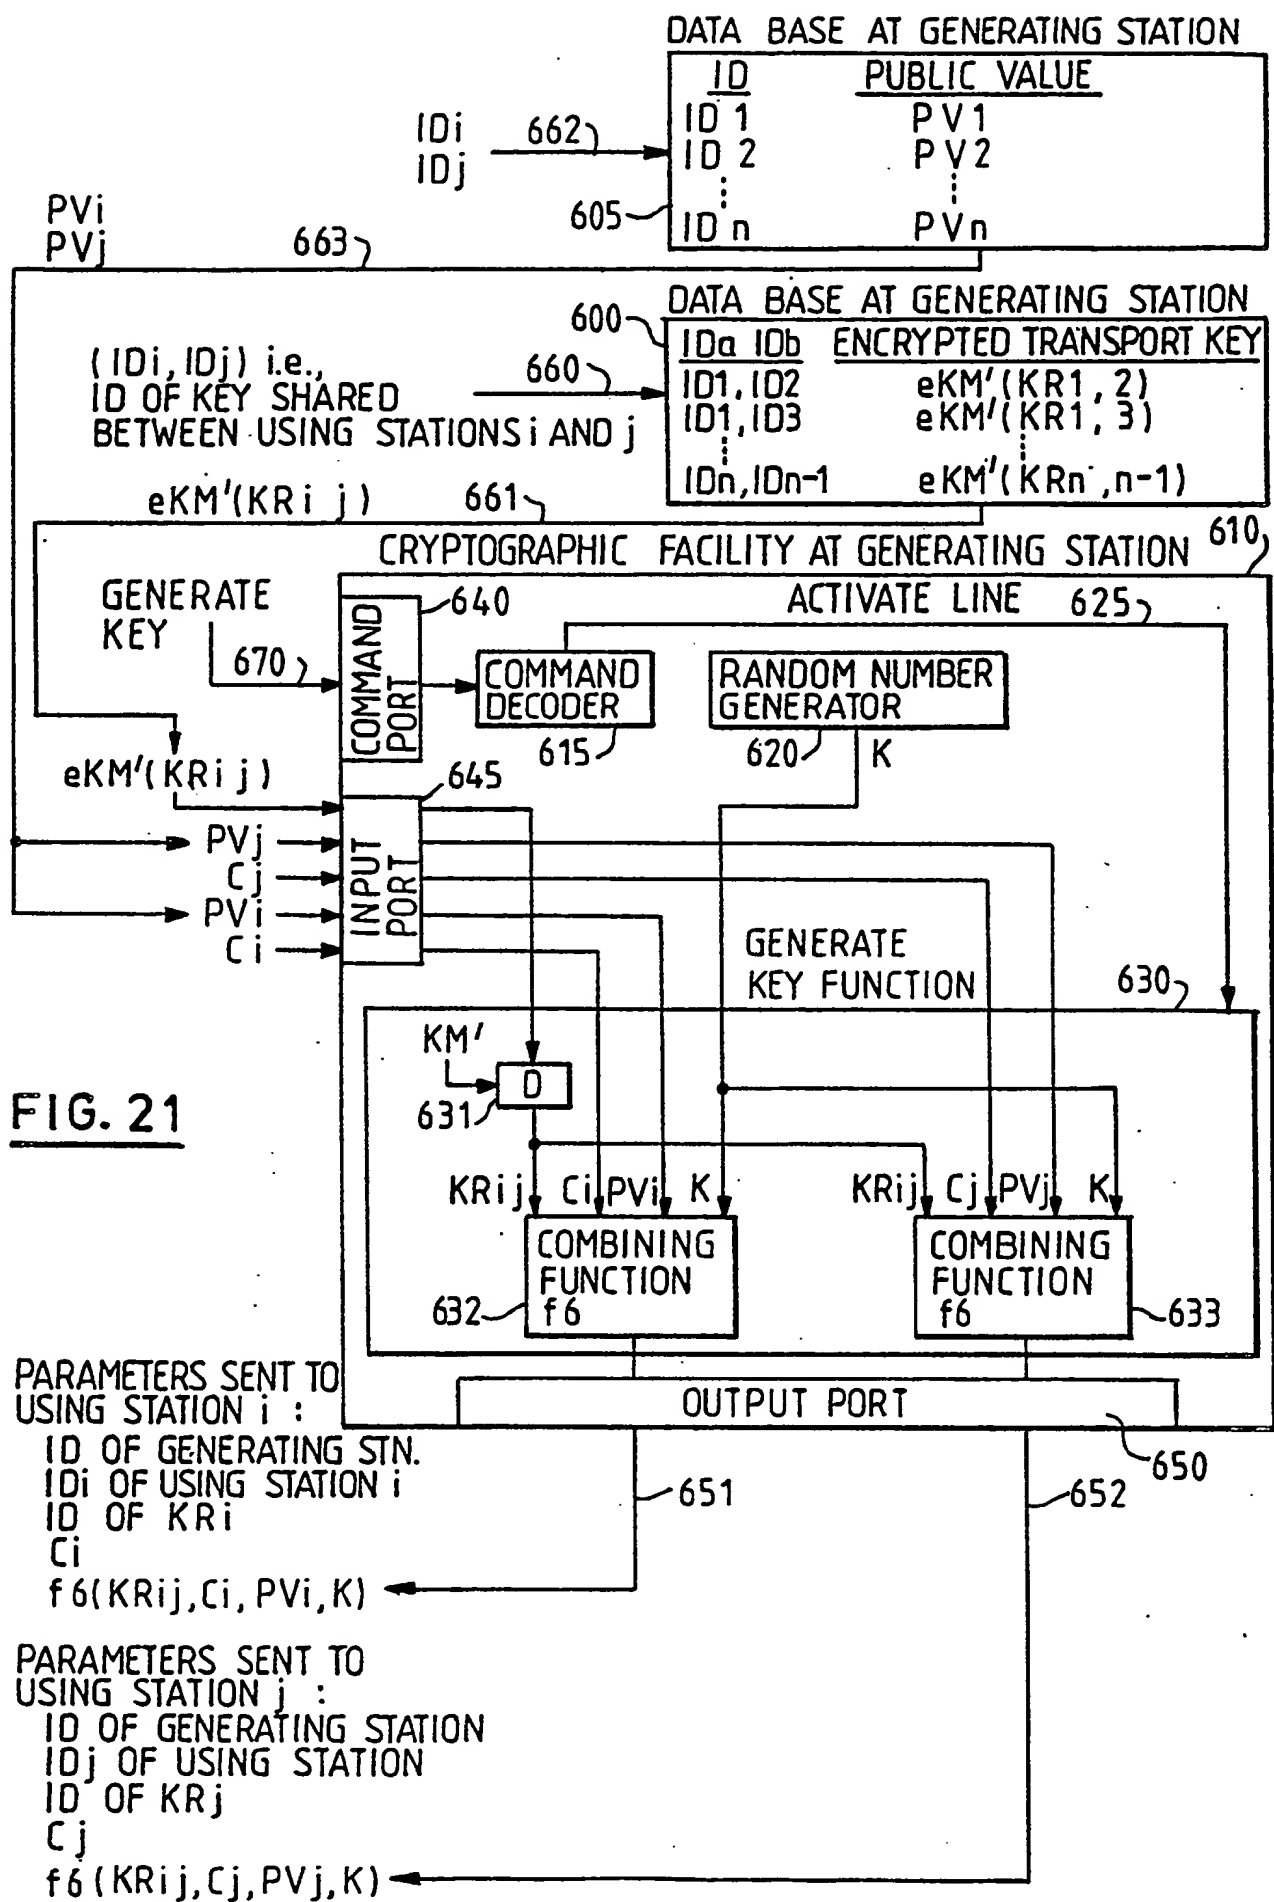 DATA BASE AT GENERATING STATION
ID PUBLIC VALUE
ID 1 PV1
ID 2 PV2
ID n PVn
605
IDi
IDj
662
PVi
PVj
663
DATA BASE AT GENERATING STATION
600
IDa IDb ENCRYPTED TRANSPORT KEY
ID1, ID2 eKM'(KR1, 2)
ID1, ID3 eKM'(KR1, 3)
IDn, IDn-1 eKM'(KRn, n-1)
(IDi, IDj) i.e.,
ID OF KEY SHARED
BETWEEN USING STATIONS i AND j
660
eKM'(KRi j)
661
CRYPTOGRAPHIC FACILITY AT GENERATING STATION
610
GENERATE
KEY
670
COMMAND
PORT
640
ACTIVATE LINE
625
COMMAND
DECODER
615
RANDOM NUMBER
GENERATOR
620
K
eKM'(KRi j)
645
PVj
Cj
PVi
Ci
INPUT
PORT
GENERATE
KEY FUNCTION
630
KM'
D
631
FIG. 21
KRij Ci PVi K
KRij Cj PVj K
COMBINING
FUNCTION
f6
632
COMBINING
FUNCTION
f6
633
OUTPUT PORT
650
651
652
PARAMETERS SENT TO
USING STATION i :
ID OF GENERATING STN.
IDi OF USING STATION i
ID OF KRi
Ci
f6(KRij, Ci, PVi, K)
PARAMETERS SENT TO
USING STATION j :
ID OF GENERATING STATION
IDj OF USING STATION
ID OF KRj
Cj
f6(KRij, Cj, PVj, K)